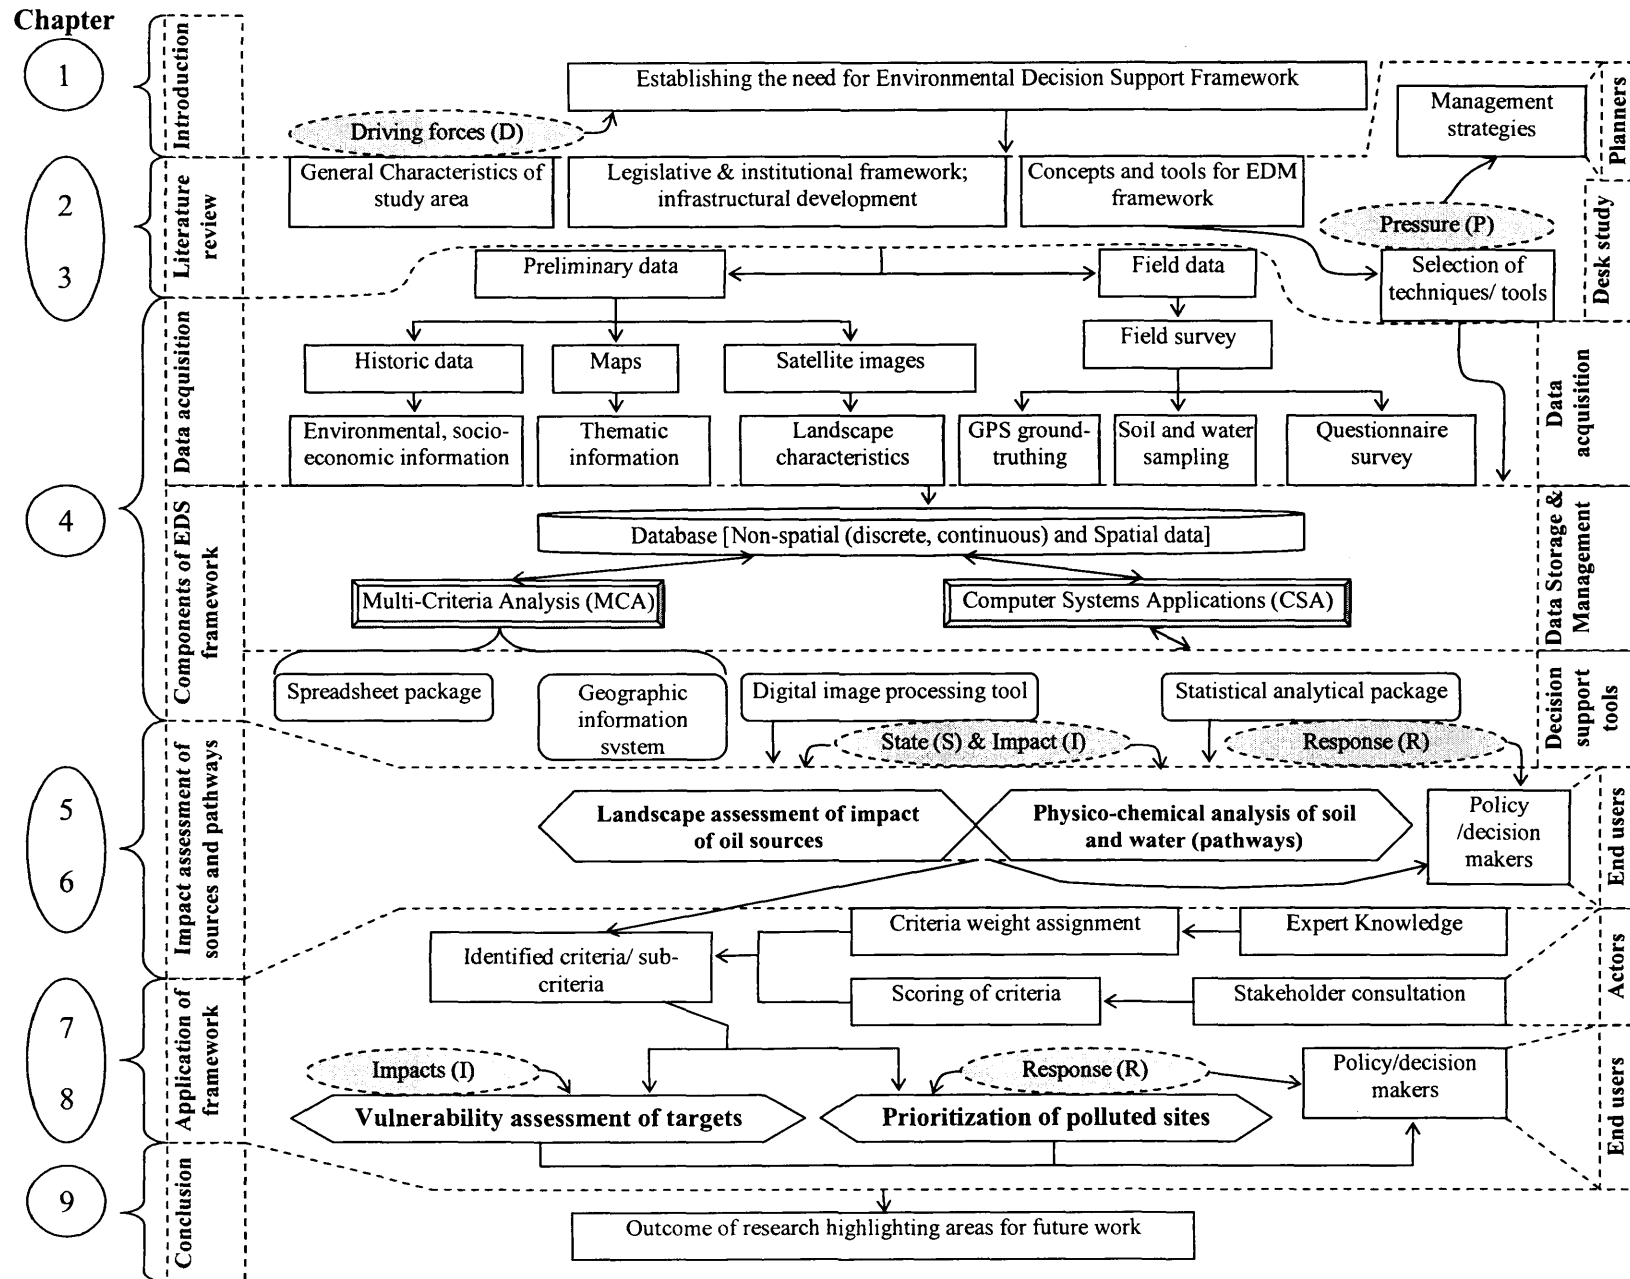 Chapter
1
Introduction
Establishing the need for Environmental Decision Support Framework
Driving forces (D)
Management
strategies
Planners
2
3
Literature
review
General Characteristics of
study area
Legislative & institutional framework;
infrastructural development
Concepts and tools for EDM
framework
Pressure (P)
Selection of
techniques/ tools
Desk study
Preliminary data
Field data
4
Data acquisition
Field survey
Historic data
Maps
Satellite images
Environmental, socio-
economic information
Thematic
information
Landscape
characteristics
GPS ground-
truthing
Soil and water
sampling
Questionnaire
survey
Data
acquisition
Components of EDS
framework
Database [Non-spatial (discrete, continuous) and Spatial data]
Multi-Criteria Analysis (MCA)
Computer Systems Applications (CSA)
Data Storage &
Management
Spreadsheet package
Geographic
information
system
Digital image processing tool
Statistical analytical package
State (S) & Impact (I)
Response (R)
Decision
support
tools
5
6
Impact assessment of
sources and pathways
Landscape assessment of impact
of oil sources
Physico-chemical analysis of soil
and water (pathways)
Policy
/decision
makers
End users
Criteria weight assignment
Expert Knowledge
Identified criteria/ sub-
criteria
Scoring of criteria
Stakeholder consultation
Actors
7
8
Application of
framework
Impacts (I)
Response (R)
Policy/decision
makers
Vulnerability assessment of targets
Prioritization of polluted sites
End users
9
Conclusion
Outcome of research highlighting areas for future work